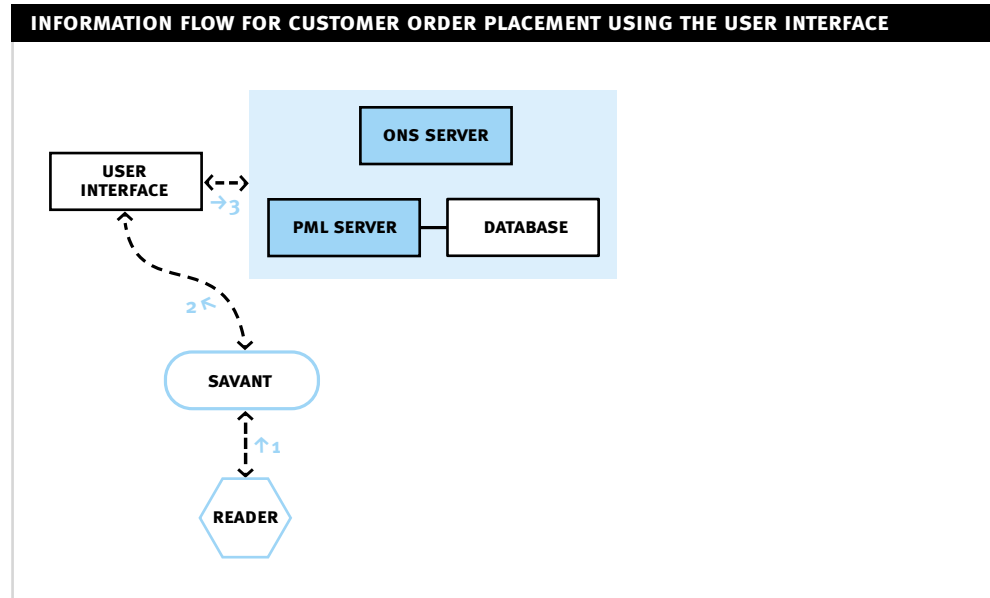 INFORMATION FLOW FOR CUSTOMER ORDER PLACEMENT USING THE USER INTERFACE
ONS SERVER
USER
INTERFACE
→3
PML SERVER
DATABASE
2↖
SAVANT
↑1
READER